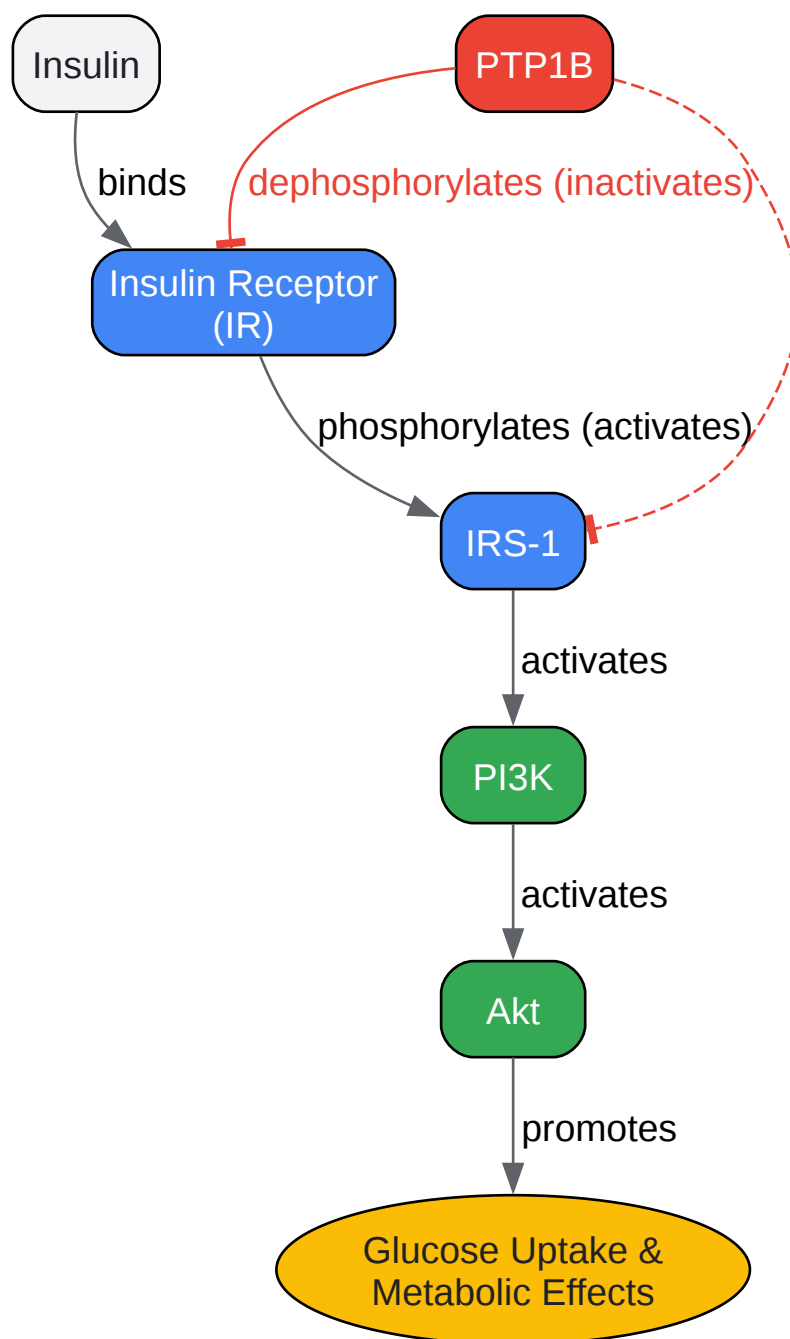 Insulin
PTP1B
binds
dephosphorylates (inactivates)
Insulin Receptor
(IR)
phosphorylates (activates)
IRS-1
activates
PI3K
activates
Akt
promotes
Glucose Uptake &
Metabolic Effects